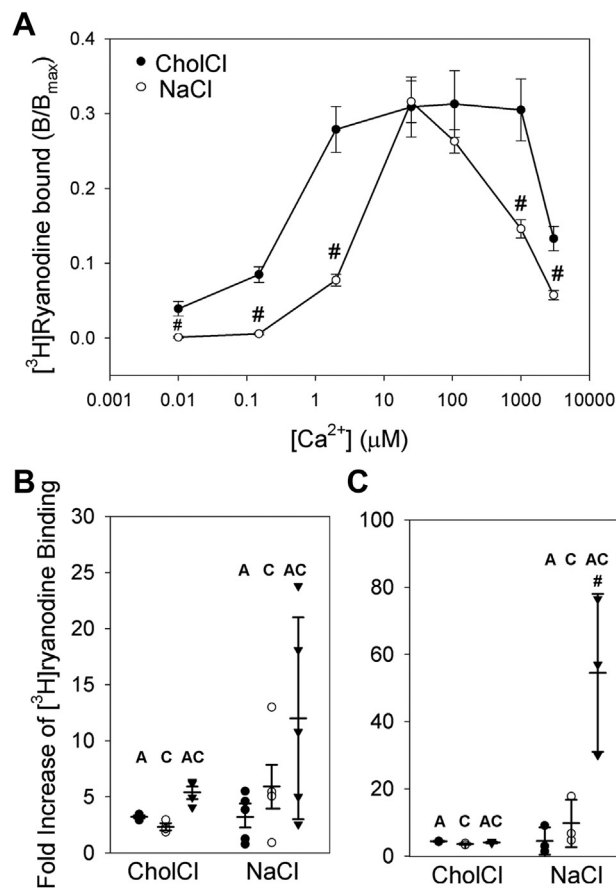 A
CholCl
NaCl
[³H]Ryanodine bound (B/Bmax)
0.4
0.3
0.2
0.1
0.0
#
#
#
#
#
0.001
0.01
0.1
1
10
100
1000
10000
[Ca²⁺] (μM)
B
C
Fold Increase of [³H]ryanodine Binding
30
25
20
15
10
5
0
A C AC
A C AC
CholCl NaCl
100
80
60
40
20
0
A C AC
A C AC
#
CholCl NaCl